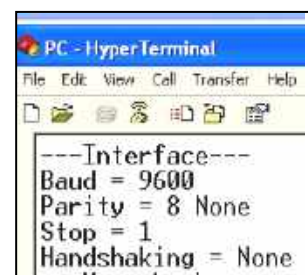 PC - HyperTerminal
File Edit View Call Transfer Help
---Interface---
Baud = 9600
Parity = 8 None
Stop = 1
Handshaking = None